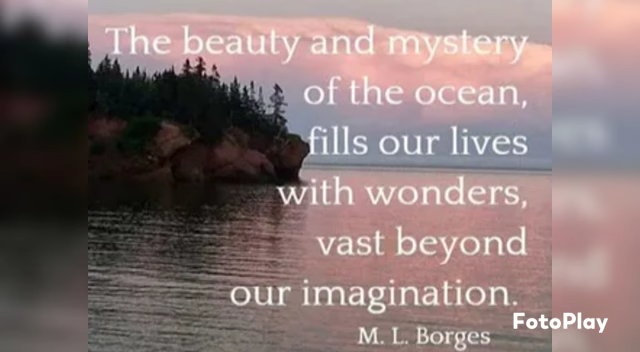 The beauty and mystery
of the ocean,
fills our lives
with wonders,
vast beyond
our imagination.
M. L. Borges
FotoPlay